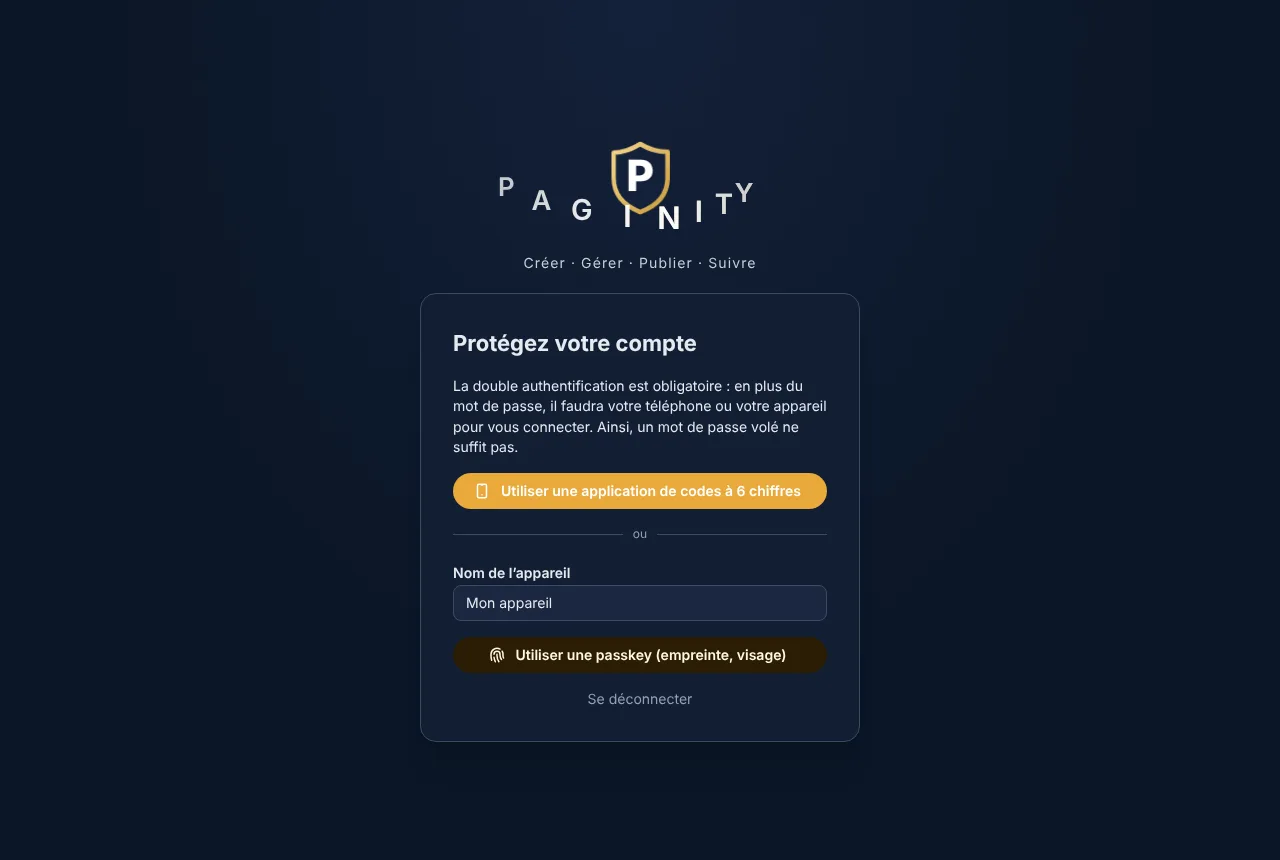 P
PAGINITY
Créer · Gérer · Publier · Suivre
Protégez votre compte
La double authentification est obligatoire : en plus du
mot de passe, il faudra votre téléphone ou votre appareil
pour vous connecter. Ainsi, un mot de passe volé ne
suffit pas.
Utiliser une application de codes à 6 chiffres
ou
Nom de l’appareil
Mon appareil
Utiliser une passkey (empreinte, visage)
Se déconnecter